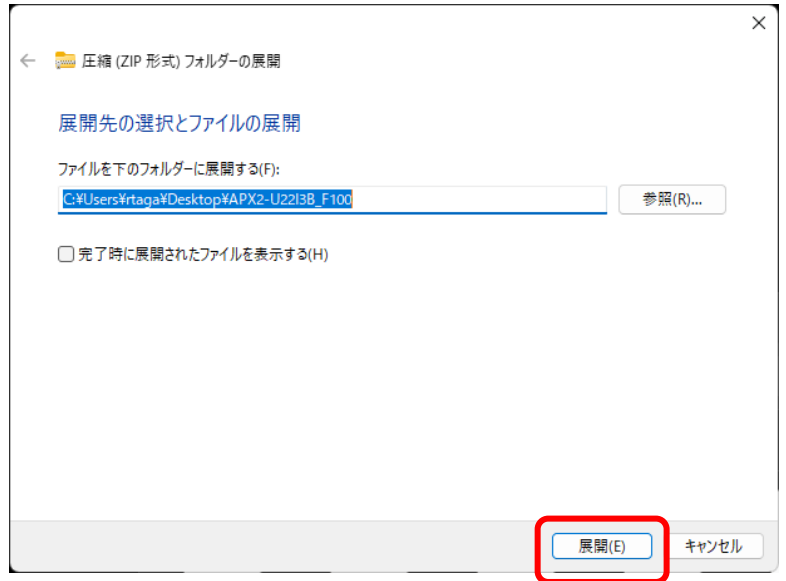 圧縮 (ZIP 形式) フォルダーの展開
展開先の選択とファイルの展開
ファイルを下のフォルダーに展開する(F):
C:¥Users¥rtaga¥Desktop¥APX2-U22I3B_F100
参照(R)...
完了時に展開されたファイルを表示する(H)
展開(E)
キャンセル